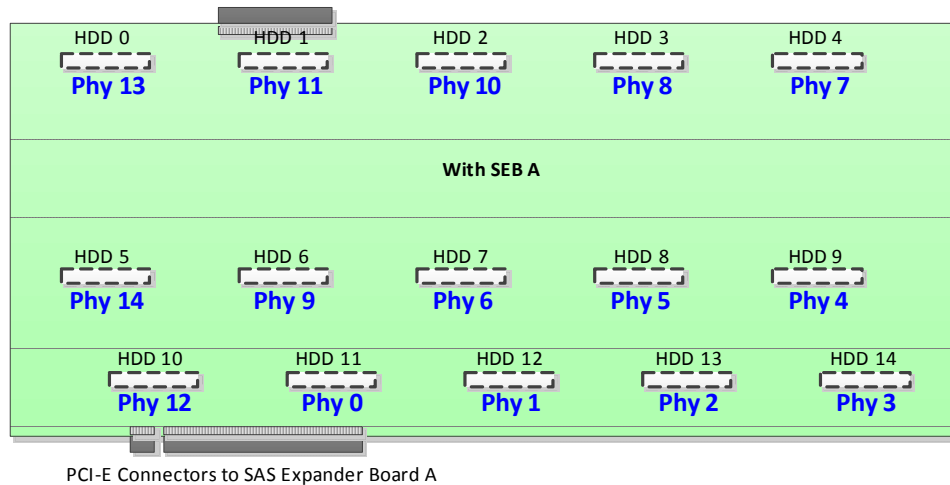 HDD 0 HDD 1 HDD 2 HDD 3 HDD 4
Phy 13 Phy 11 Phy 10 Phy 8 Phy 7
With SEB A
HDD 5 HDD 6 HDD 7 HDD 8 HDD 9
Phy 14 Phy 9 Phy 6 Phy 5 Phy 4
HDD 10 HDD 11 HDD 12 HDD 13 HDD 14
Phy 12 Phy 0 Phy 1 Phy 2 Phy 3
PCI-E Connectors to SAS Expander Board A